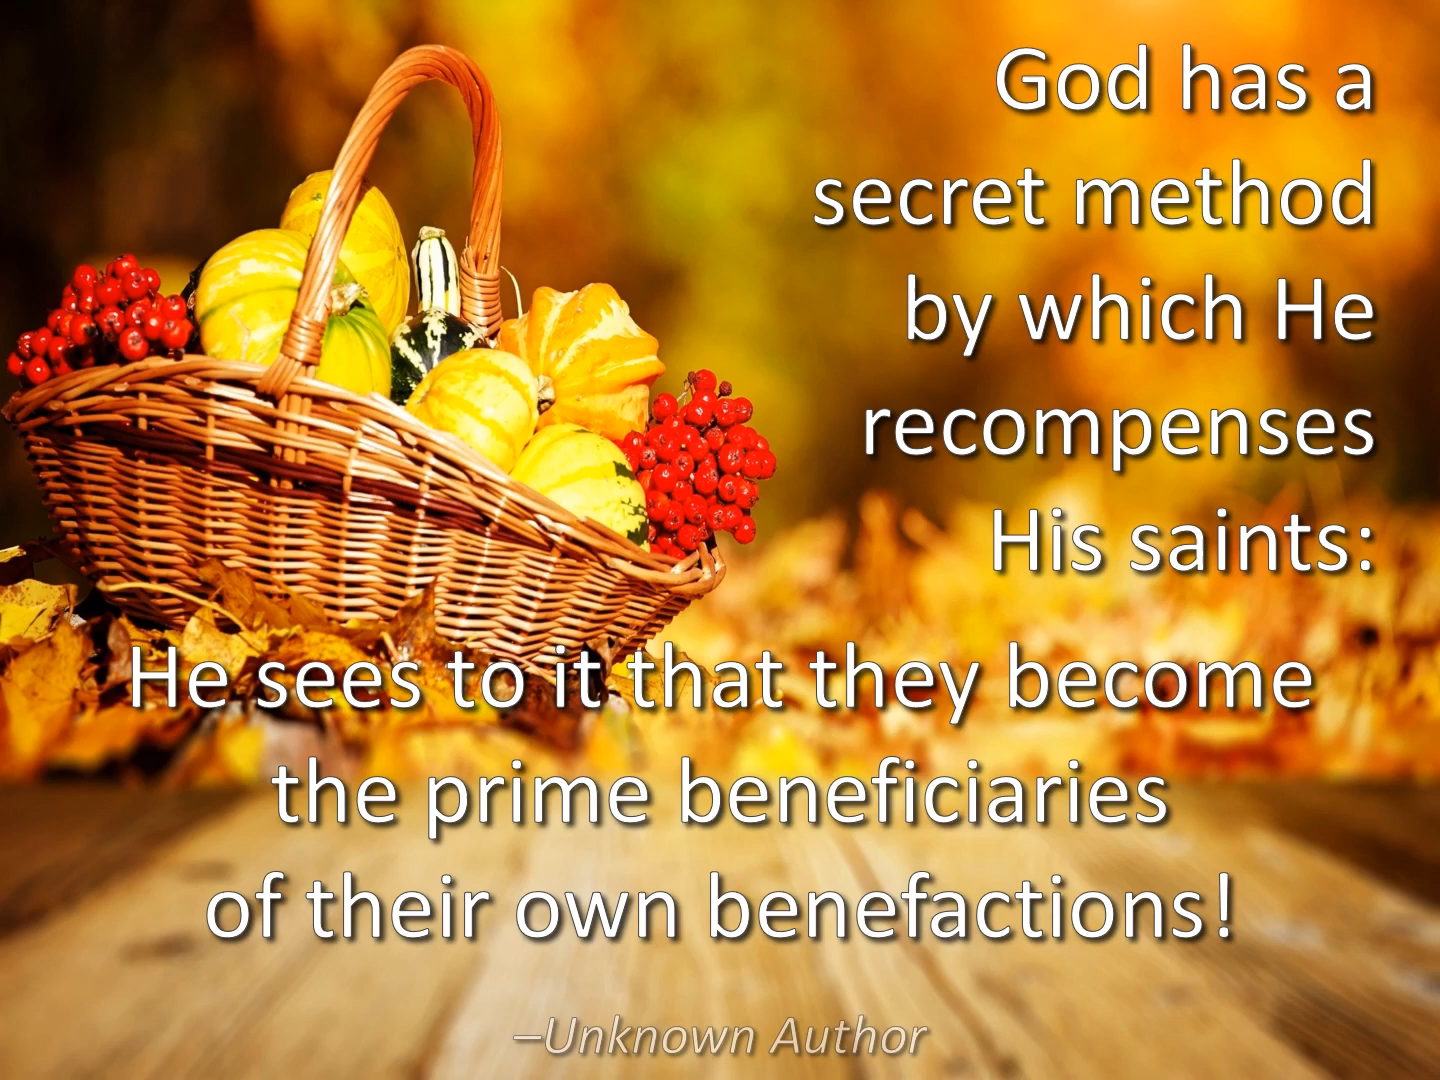 God has a
secret method
by which He
recompenses
His saints:
He sees to it that they become
the prime beneficiaries
of their own benefactions!
–Unknown Author